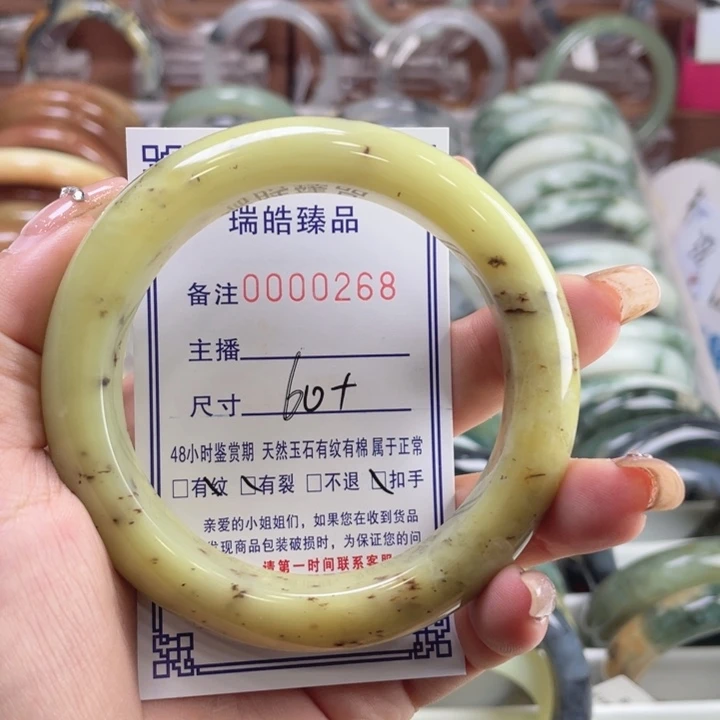 瑞皓臻品
备注0000268
主播
尺寸 60+
48小时鉴赏期 天然玉石有纹有棉 属于正常
□有纹 □有裂 □不退 □扣手
亲爱的小姐姐们，如果您在收到货品
发现商品包装破损时，为保证您的问
请第一时间联系客服